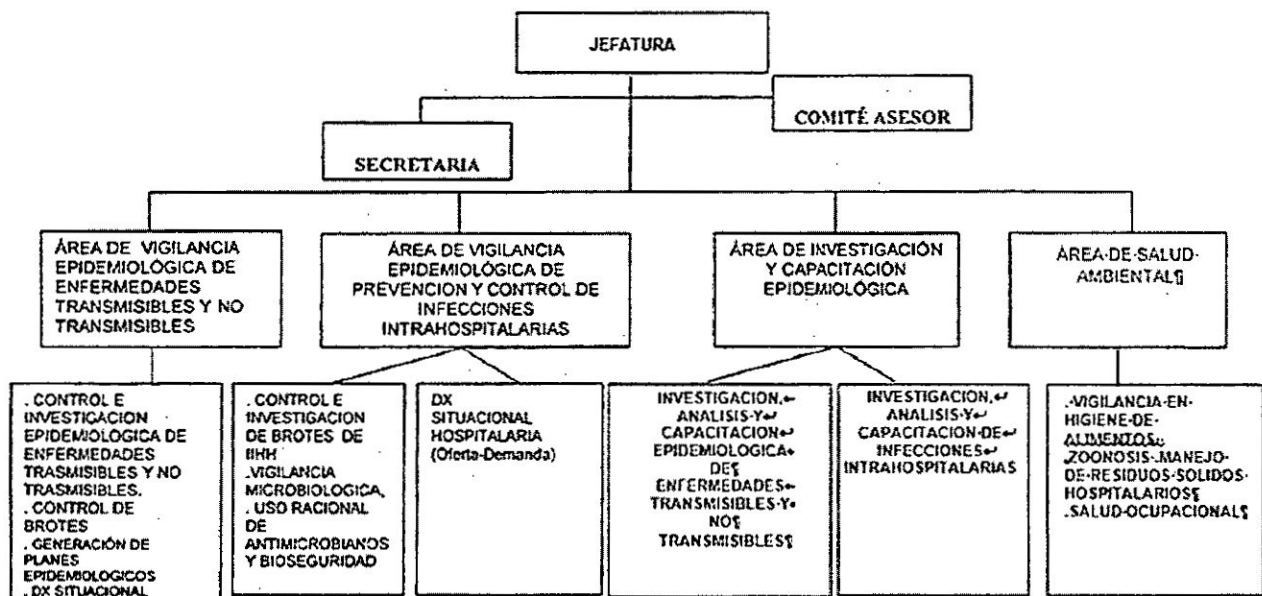 JEFATURA
COMITÉ ASESOR
SECRETARIA
ÁREA DE VIGILANCIA
EPIDEMIOLÓGICA DE
ENFERMEDADES
TRANSMISIBLES Y NO
TRANSMISIBLES
ÁREA DE VIGILANCIA
EPIDEMIOLÓGICA DE
PREVENCION Y CONTROL DE
INFECCIONES
INTRAHOSPITALARIAS
ÁREA DE INVESTIGACIÓN
Y CAPACITACIÓN
EPIDEMIOLÓGICA
ÁREA·DE·SALUD·
AMBIENTAL¶
. CONTROL E
INVESTIGACION
EPIDEMIOLOGICA DE
ENFERMEDADES
TRASMISIBLES Y NO
TRASMISIBLES.
. CONTROL DE
BROTES
. GENERACIÓN DE
PLANES
EPIDEMIOLOGICOS
. DX SITUACIONAL
. CONTROL E
INVESTIGACION
DE BROTES DE
IIHH
.VIGILANCIA
MICROBIOLOGICA,
. USO RACIONAL
DE
ANTIMICROBIANOS
Y BIOSEGURIDAD
DX
SITUACIONAL
HOSPITALARIA
(Oferta-Demanda)
INVESTIGACION,↵
ANALISIS·Y↵
CAPACITACION↵
EPIDEMIOLOGICA↵
DE¶
ENFERMEDADES↵
TRANSMISIBLES·Y↵
NO¶
TRANSMISIBLES¶
INVESTIGACION,↵
ANALISIS·Y↵
CAPACITACION·DE↵
INFECCIONES↵
INTRAHOSPITALARIAS
.·VIGILANCIA·EN·
HIGIENE·DE·
ALIMENTOS
.ZOONOSIS·.MANEJO·
DE·RESIDUOS·SOLIDOS·
HOSPITALARIOS¶
.SALUD·OCUPACIONAL¶